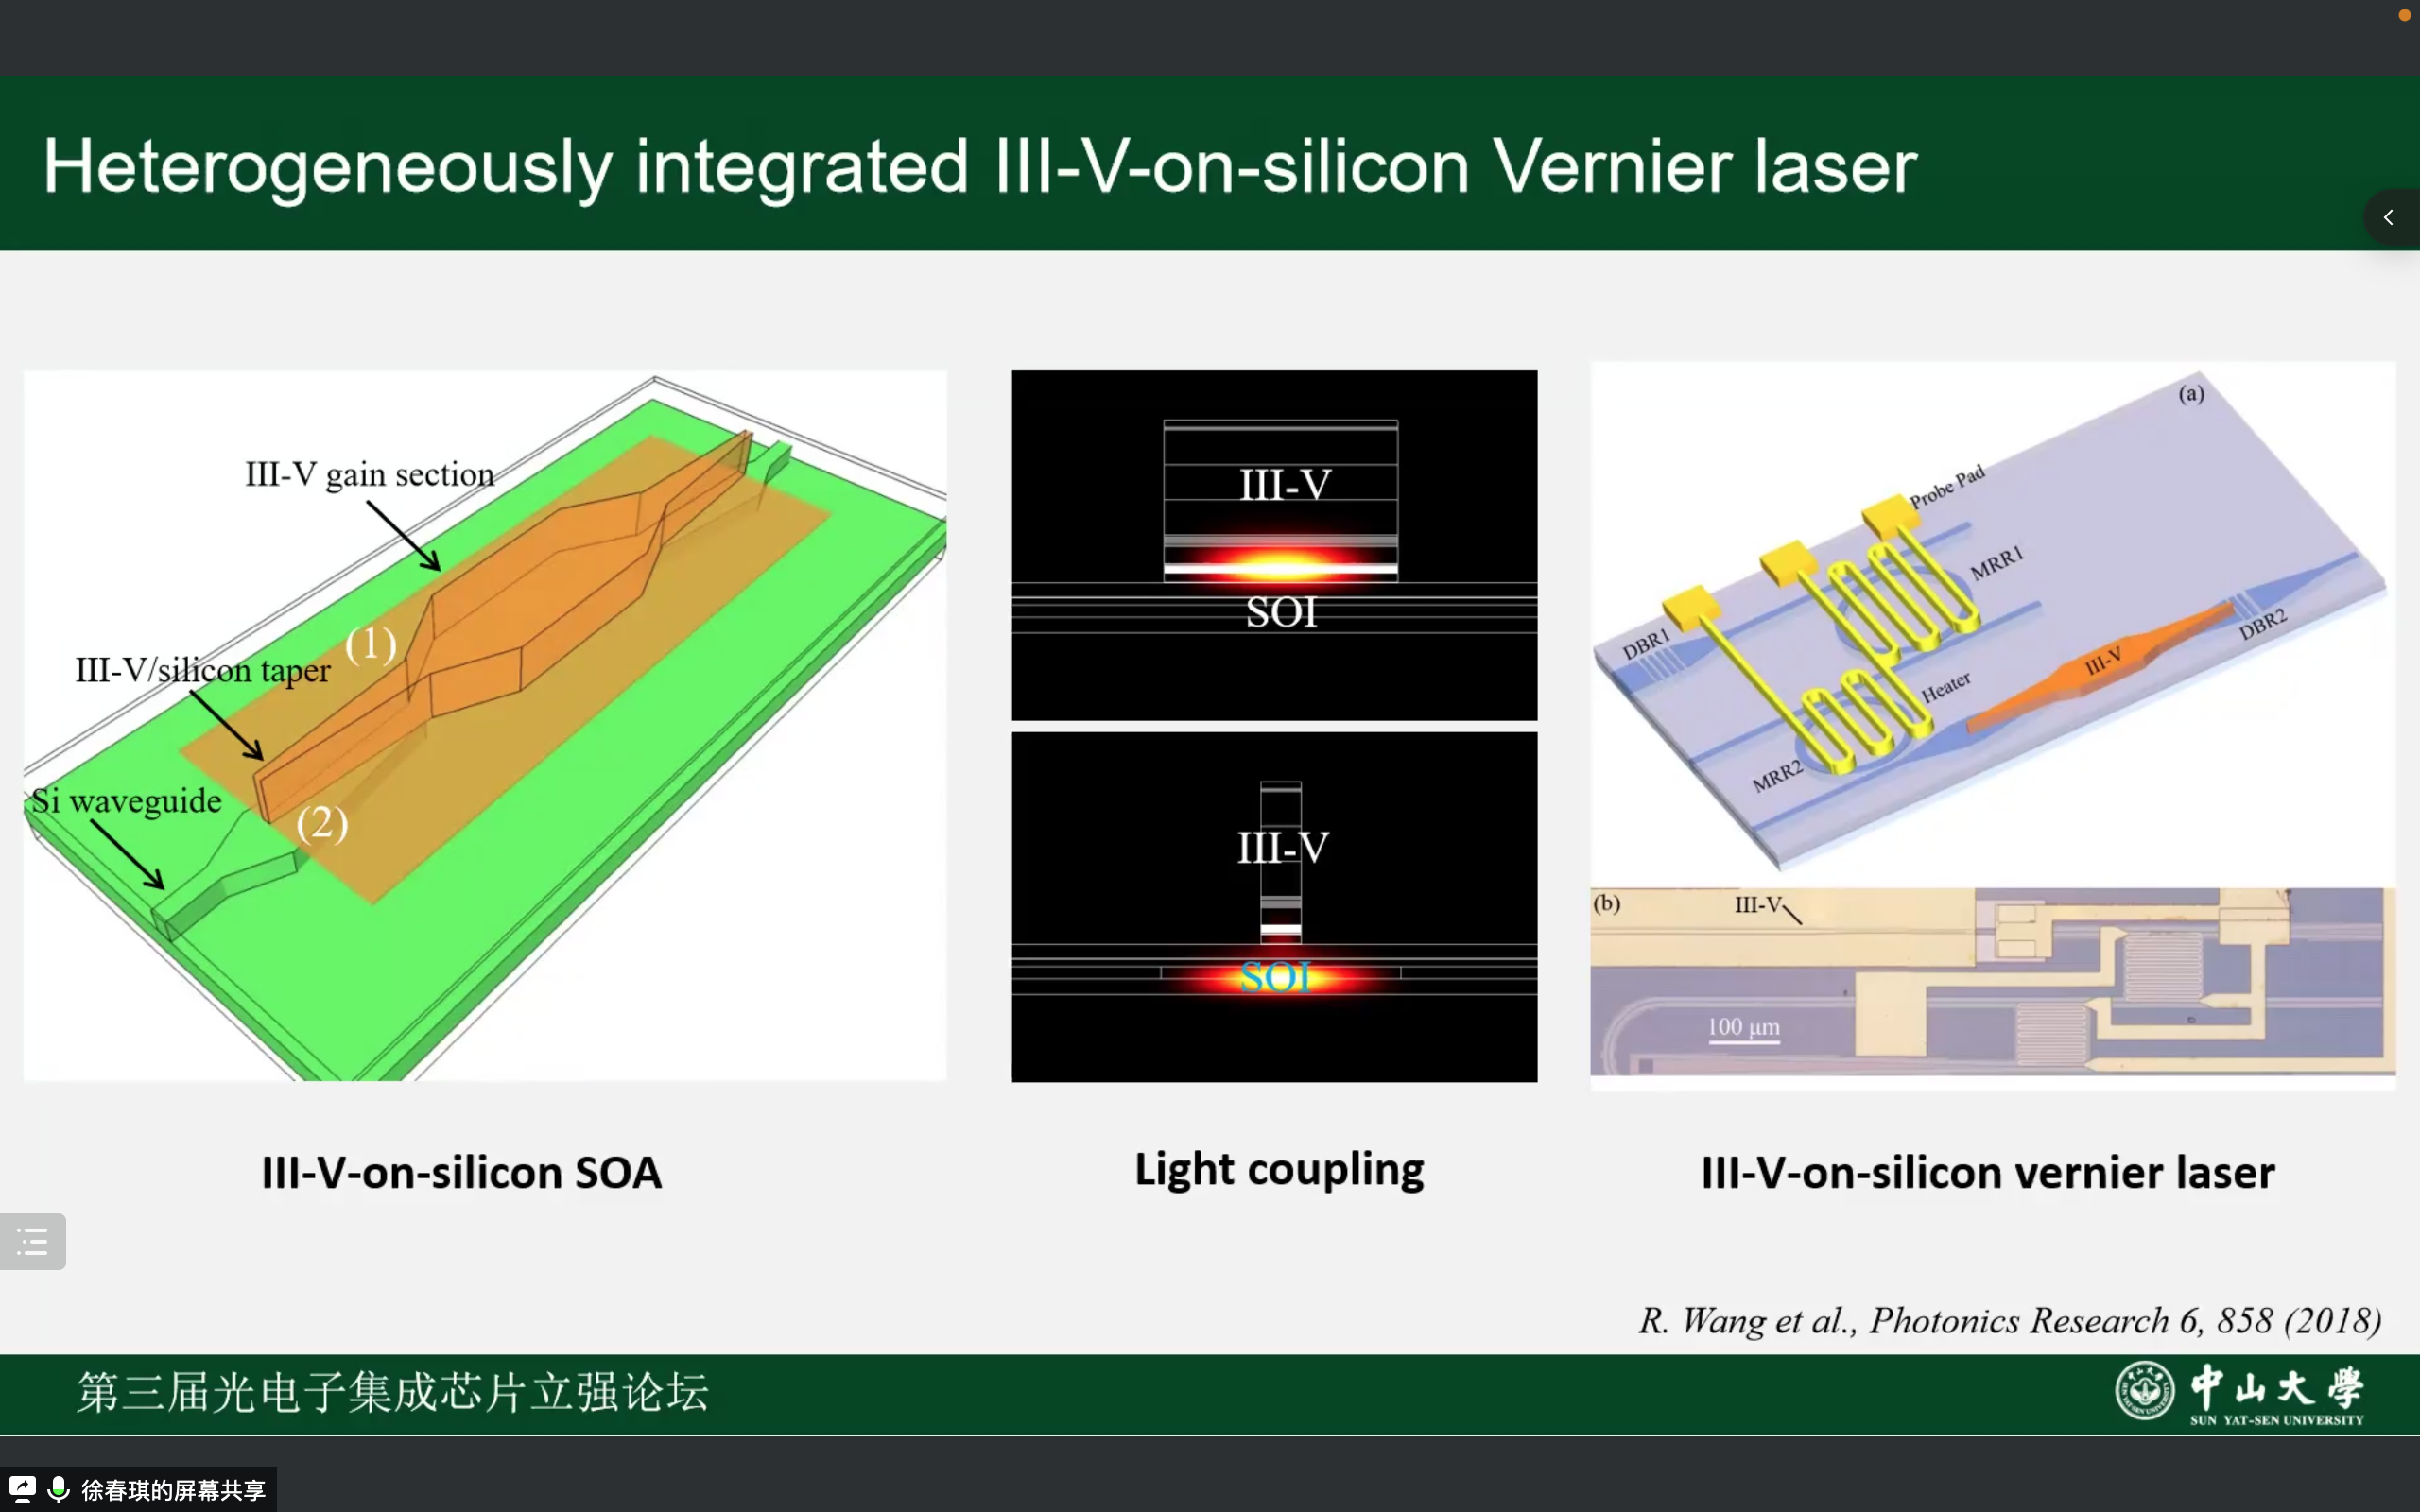 Heterogeneously integrated III-V-on-silicon Vernier laser
III-V gain section
(1)
III-V/silicon taper
Si waveguide
(2)
III-V-on-silicon SOA
III-V
SOI
III-V
SOI
Light coupling
(a)
Probe Pad
MRR1
DBR1
DBR2
III-V
Heater
MRR2
(b)
III-V
100 μm
III-V-on-silicon vernier laser
R. Wang et al., Photonics Research 6, 858 (2018)
第三届光电子集成芯片立强论坛
中山大學
SUN YAT-SEN UNIVERSITY
徐春琪的屏幕共享